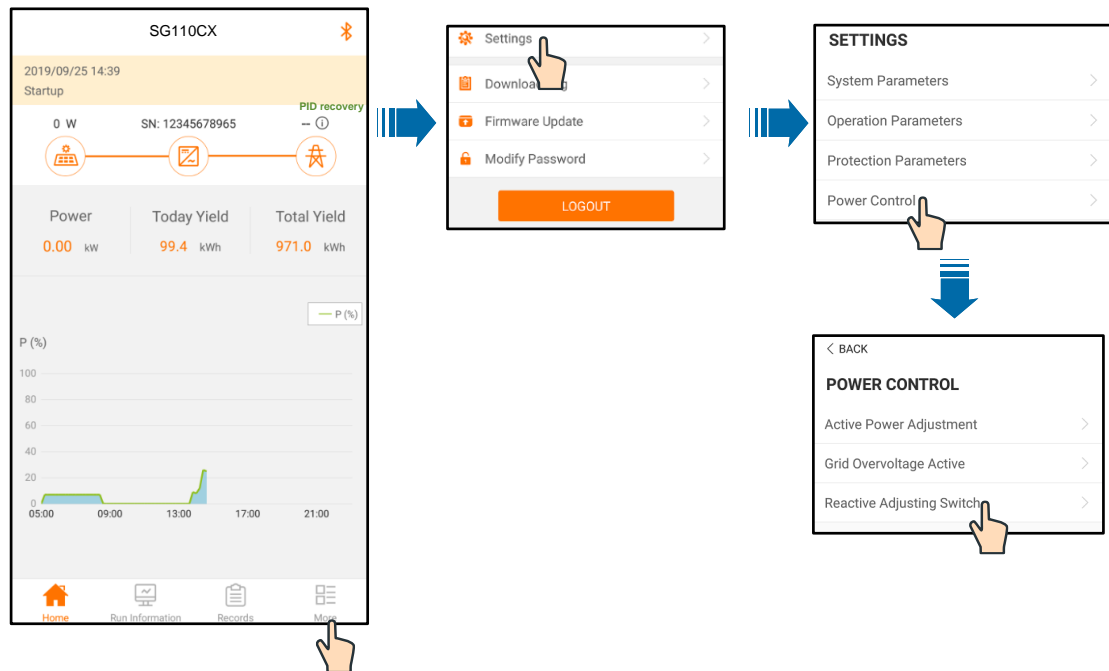 SG110CX
2019/09/25 14:39
Startup
PID recovery
0 W
SN: 12345678965
--
Power
Today Yield
Total Yield
0.00 kW
99.4 kWh
971.0 kWh
P (%)
P (%)
100
80
60
40
20
0
05:00 09:00 13:00 17:00 21:00
Home
Run Information
Records
More
Settings
Firmware Update
Modify Password
LOGOUT
SETTINGS
System Parameters
Operation Parameters
Protection Parameters
Power Control
< BACK
POWER CONTROL
Active Power Adjustment
Grid Overvoltage Active
Reactive Adjusting Switch